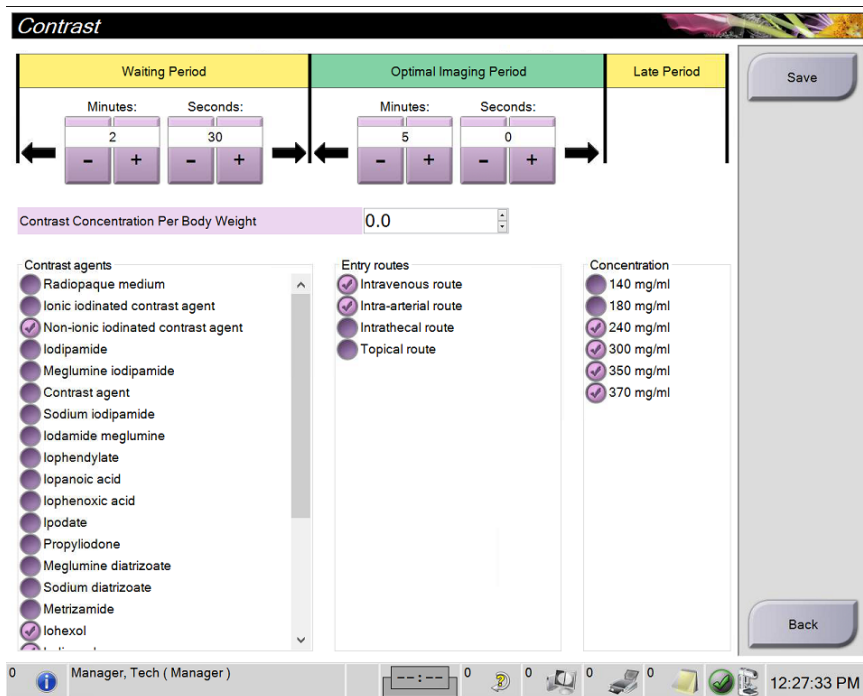 Contrast
Waiting Period
Optimal Imaging Period
Late Period
Save
Minutes:
Seconds:
Minutes:
Seconds:
2
30
5
0
- + - + - + - +
Contrast Concentration Per Body Weight
0.0
Contrast agents
Radiopaque medium
Ionic iodinated contrast agent
Non-ionic iodinated contrast agent
Iodipamide
Meglumine iodipamide
Contrast agent
Sodium iodipamide
Iodamide meglumine
Iophendylate
Iopanoic acid
Iophenoxic acid
Ipodate
Propyliodone
Meglumine diatrizoate
Sodium diatrizoate
Metrizamide
Iohexol
Entry routes
Intravenous route
Intra-arterial route
Intrathecal route
Topical route
Concentration
140 mg/ml
180 mg/ml
240 mg/ml
300 mg/ml
350 mg/ml
370 mg/ml
Back
0
Manager, Tech ( Manager )
--:--
0
0
0
0
12:27:33 PM